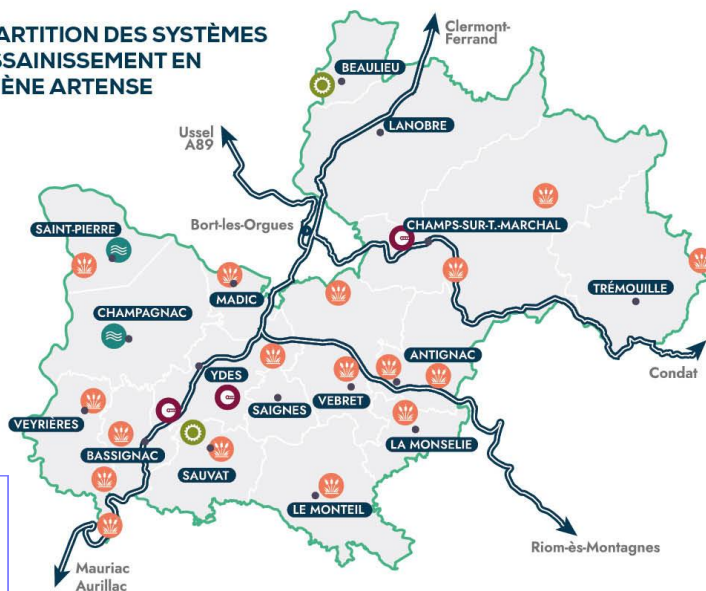 ARTITION DES SYSTÈMES
SSAINISSEMENT EN
ÈNE ARTENSE
Clermont-
Ferrand
BEAULIEU
LANOBRE
Ussel
A89
Bort-les-Orgues
CHAMPS-SUR-T.-MARCHAL
SAINT-PIERRE
MADIC
TRÉMOUILLE
CHAMPAGNAC
Condat
ANTIGNAC
YDES
VEBRET
SAIGNES
VEYRIÈRES
BASSIGNAC
LA MONSELIE
SAUVAT
LE MONTEIL
Riom-ès-Montagnes
Mauriac
Aurillac